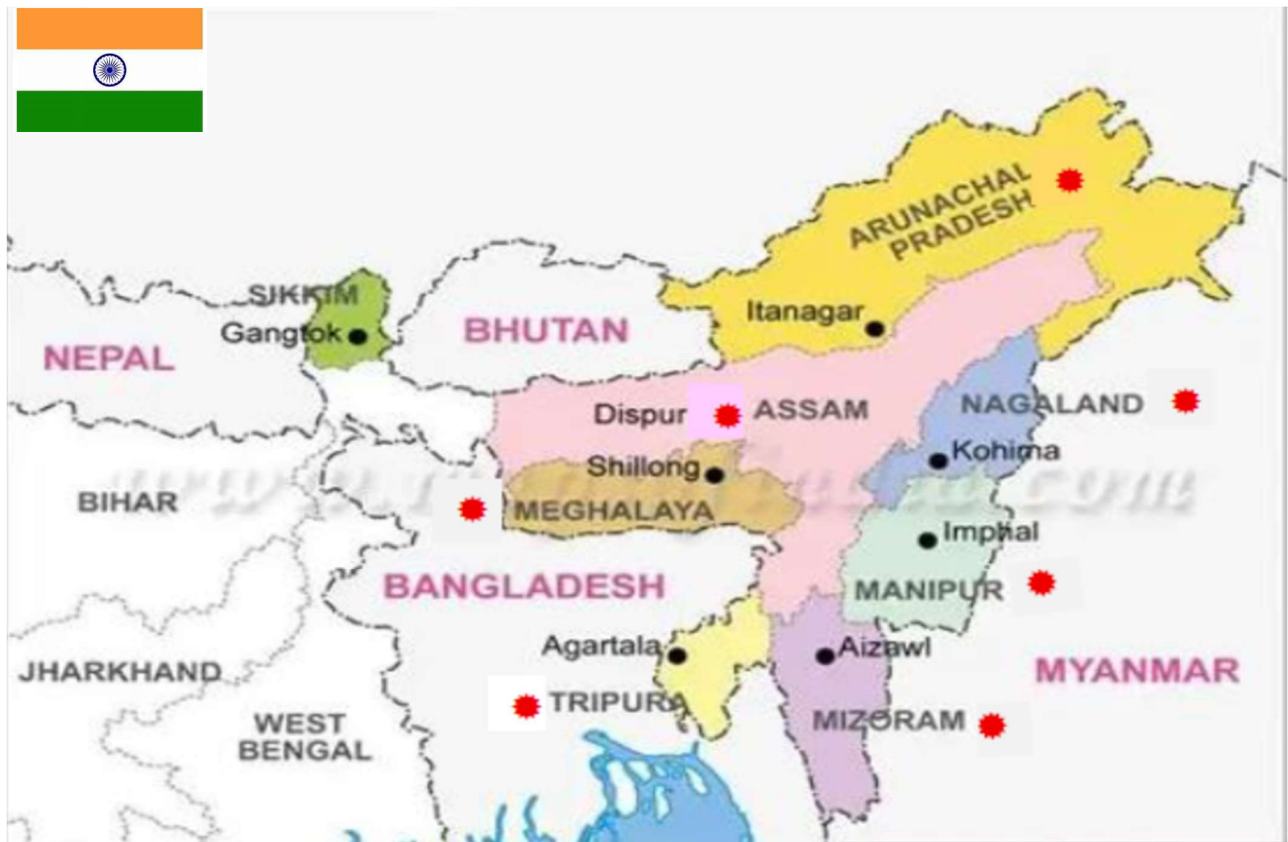 ARUNACHAL
PRADESH
SIKKIM
Gangtok
Itanagar
BHUTAN
NEPAL
Dispur
ASSAM
NAGALAND
Shillong
Kohima
BIHAR
MEGHALAYA
Imphal
BANGLADESH
MANIPUR
Agartala
Aizawl
JHARKHAND
MYANMAR
TRIPURA
MIZORAM
WEST
BENGAL